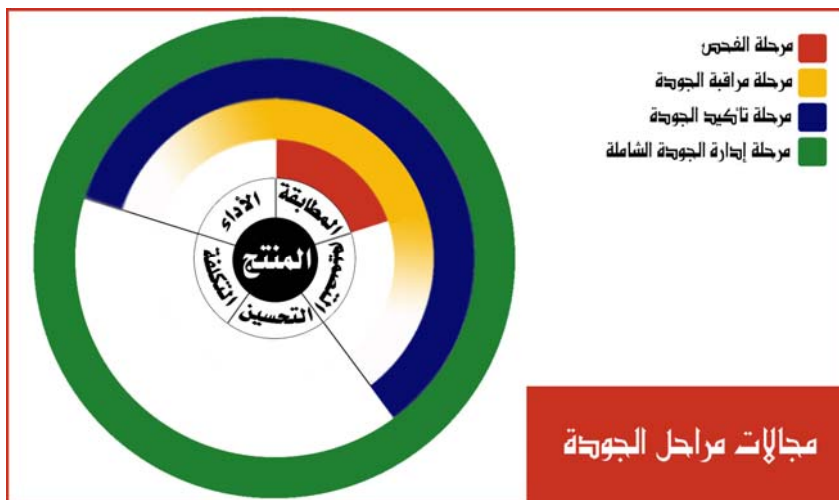 مرحلة الفحص
مرحلة مراقبة الجودة
مرحلة تأكيد الجودة
مرحلة إدارة الجودة الشاملة
المطابقة
التصميم
التحسين
التكلفة
الأداء
المنتج
مجالات مراحل الجودة